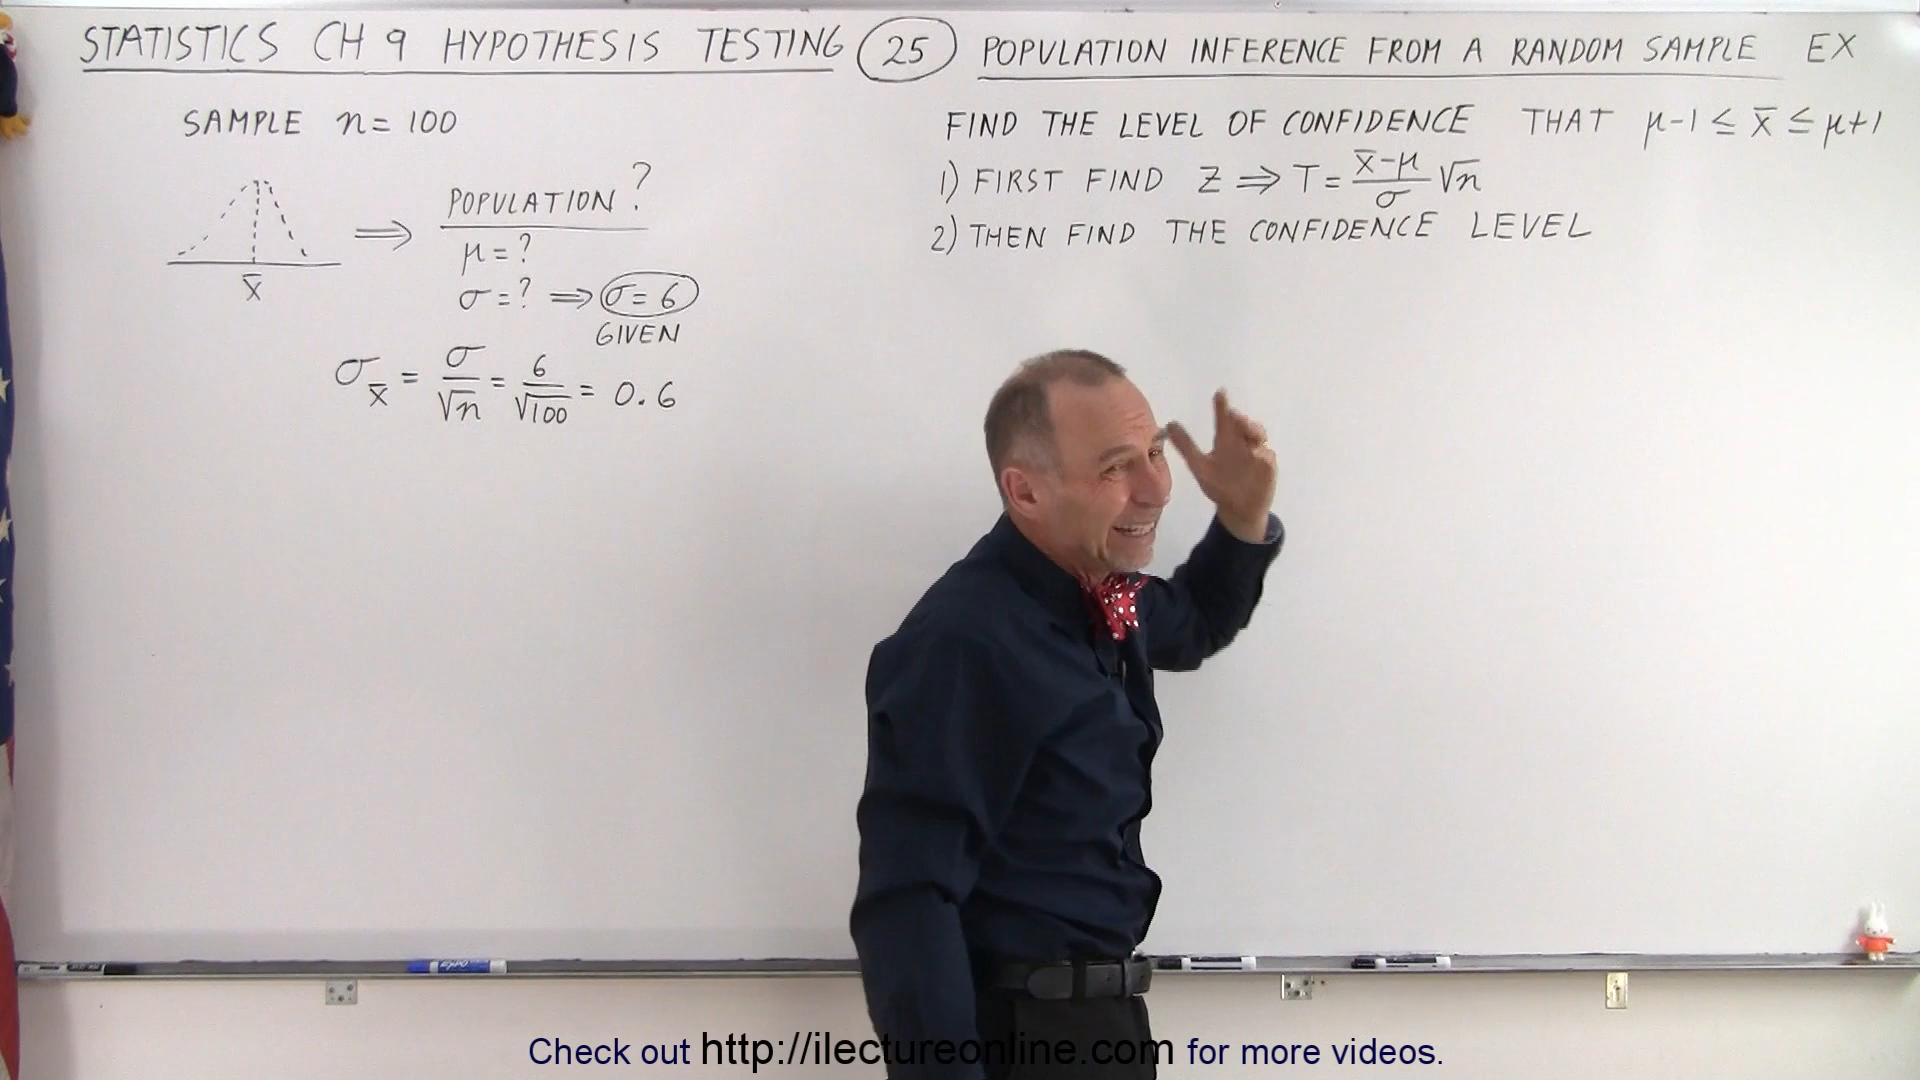 STATISTICS CH 9 HYPOTHESIS TESTING 25 POPULATION INFERENCE FROM A RANDOM SAMPLE EX
SAMPLE n = 100
x̄
⇒
POPULATION?
μ = ?
σ = ? ⇒ σ = 6
GIVEN
σ_x̄ = σ/√n = 6/√100 = 0.6
FIND THE LEVEL OF CONFIDENCE THAT μ-1 ≤ x̄ ≤ μ+1
1) FIRST FIND Z ⇒ T = (x̄-μ)/σ √n
2) THEN FIND THE CONFIDENCE LEVEL
EXPO
Check out http://ilectureonline.com for more videos.